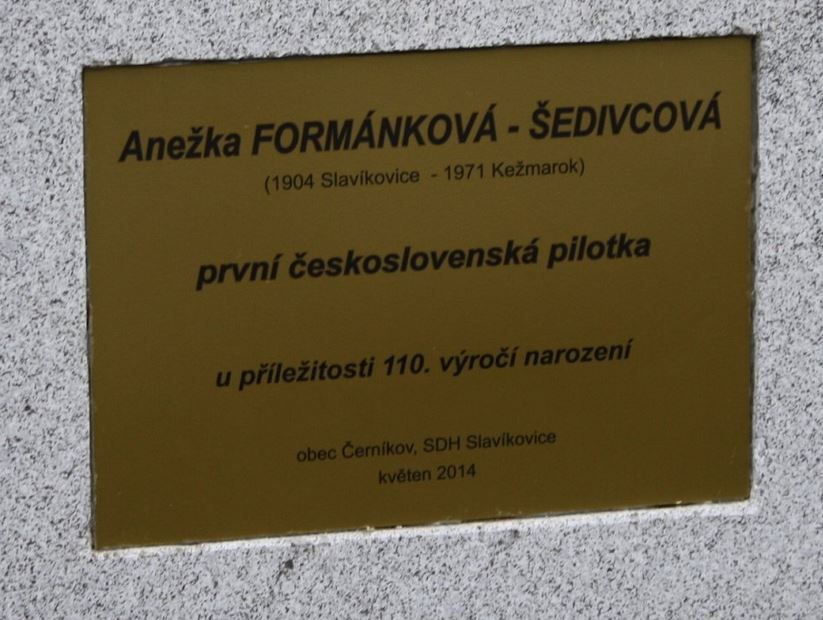 Anežka FORMÁNKOVÁ - ŠEDIVCOVÁ
(1904 Slavíkovice - 1971 Kežmarok)
první československá pilotka
u příležitosti 110. výročí narození
obec Černíkov, SDH Slavíkovice
květen 2014